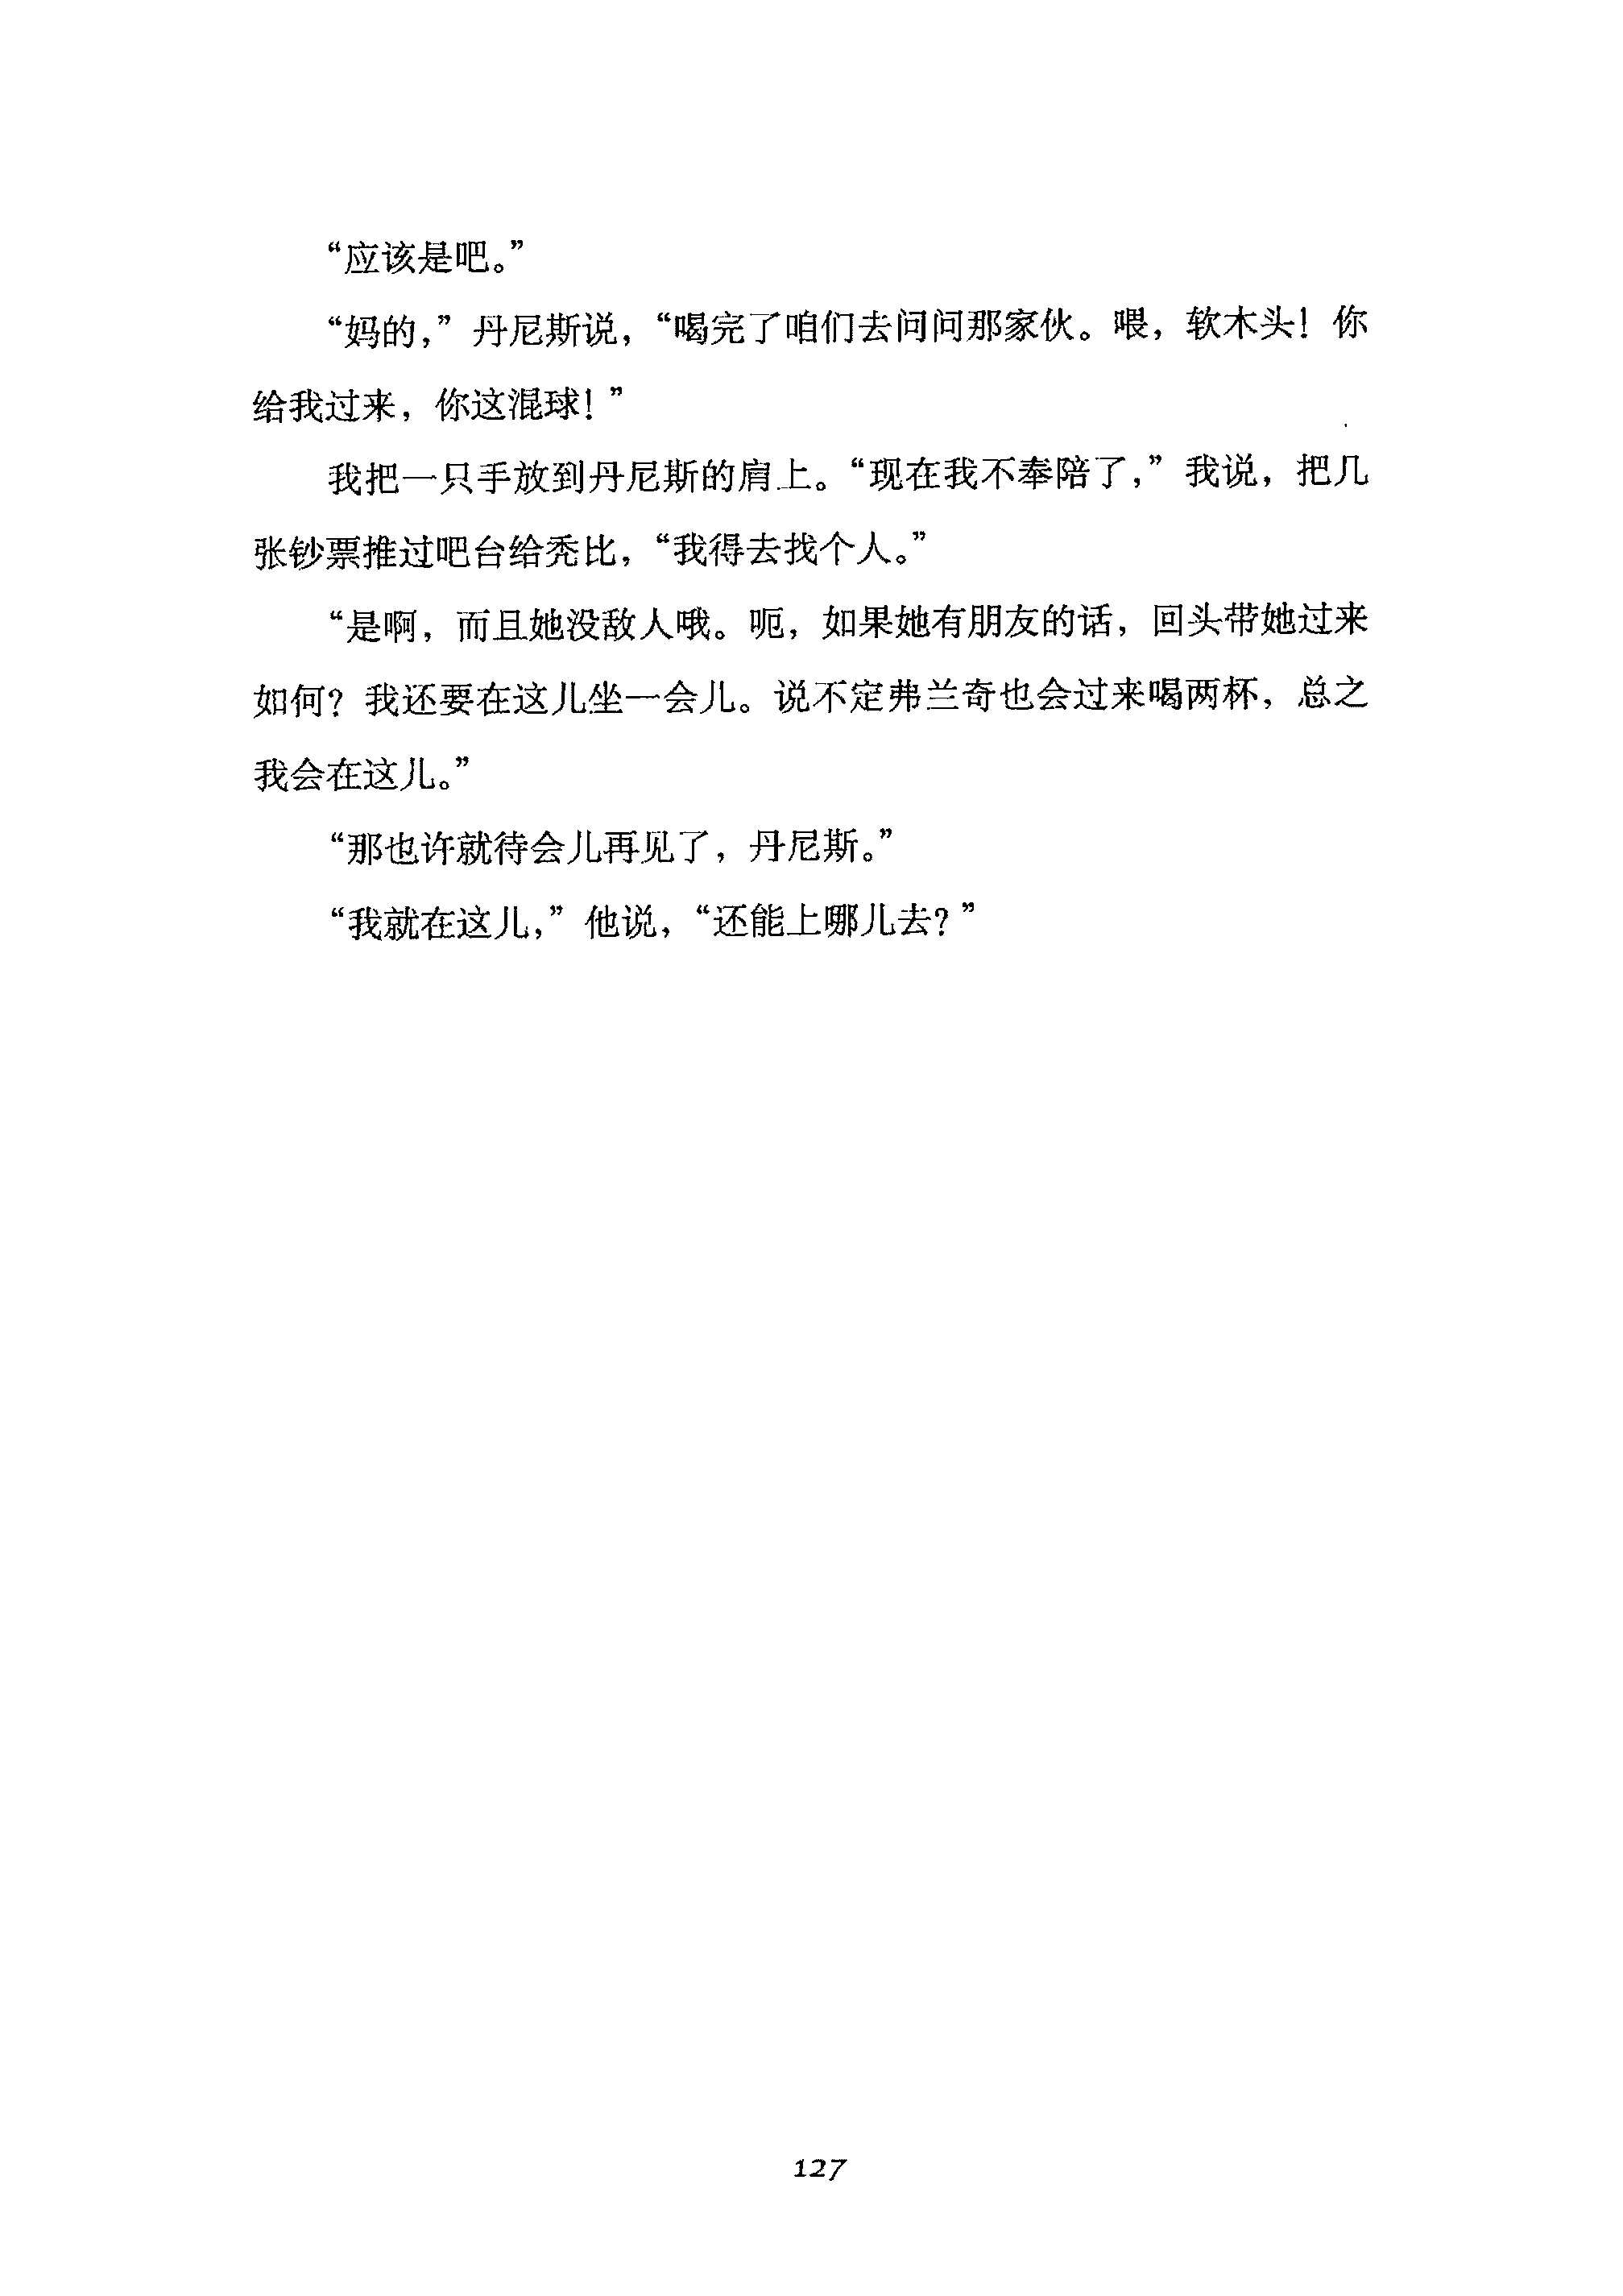 “应该是吧。”
“妈的，”丹尼斯说，“喝完了咱们去问问那家伙。喂，软木头！你
给我过来，你这混球！”
我把一只手放到丹尼斯的肩上。“现在我不奉陪了，”我说，把几
张钞票推过吧台给秃比，“我得去找个人。”
“是啊，而且她没敌人哦。呃，如果她有朋友的话，回头带她过来
如何？我还要在这儿坐一会儿。说不定弗兰奇也会过来喝两杯，总之
我会在这儿。”
“那也许就待会儿再见了，丹尼斯。”
“我就在这儿，”他说，“还能上哪儿去？”
127